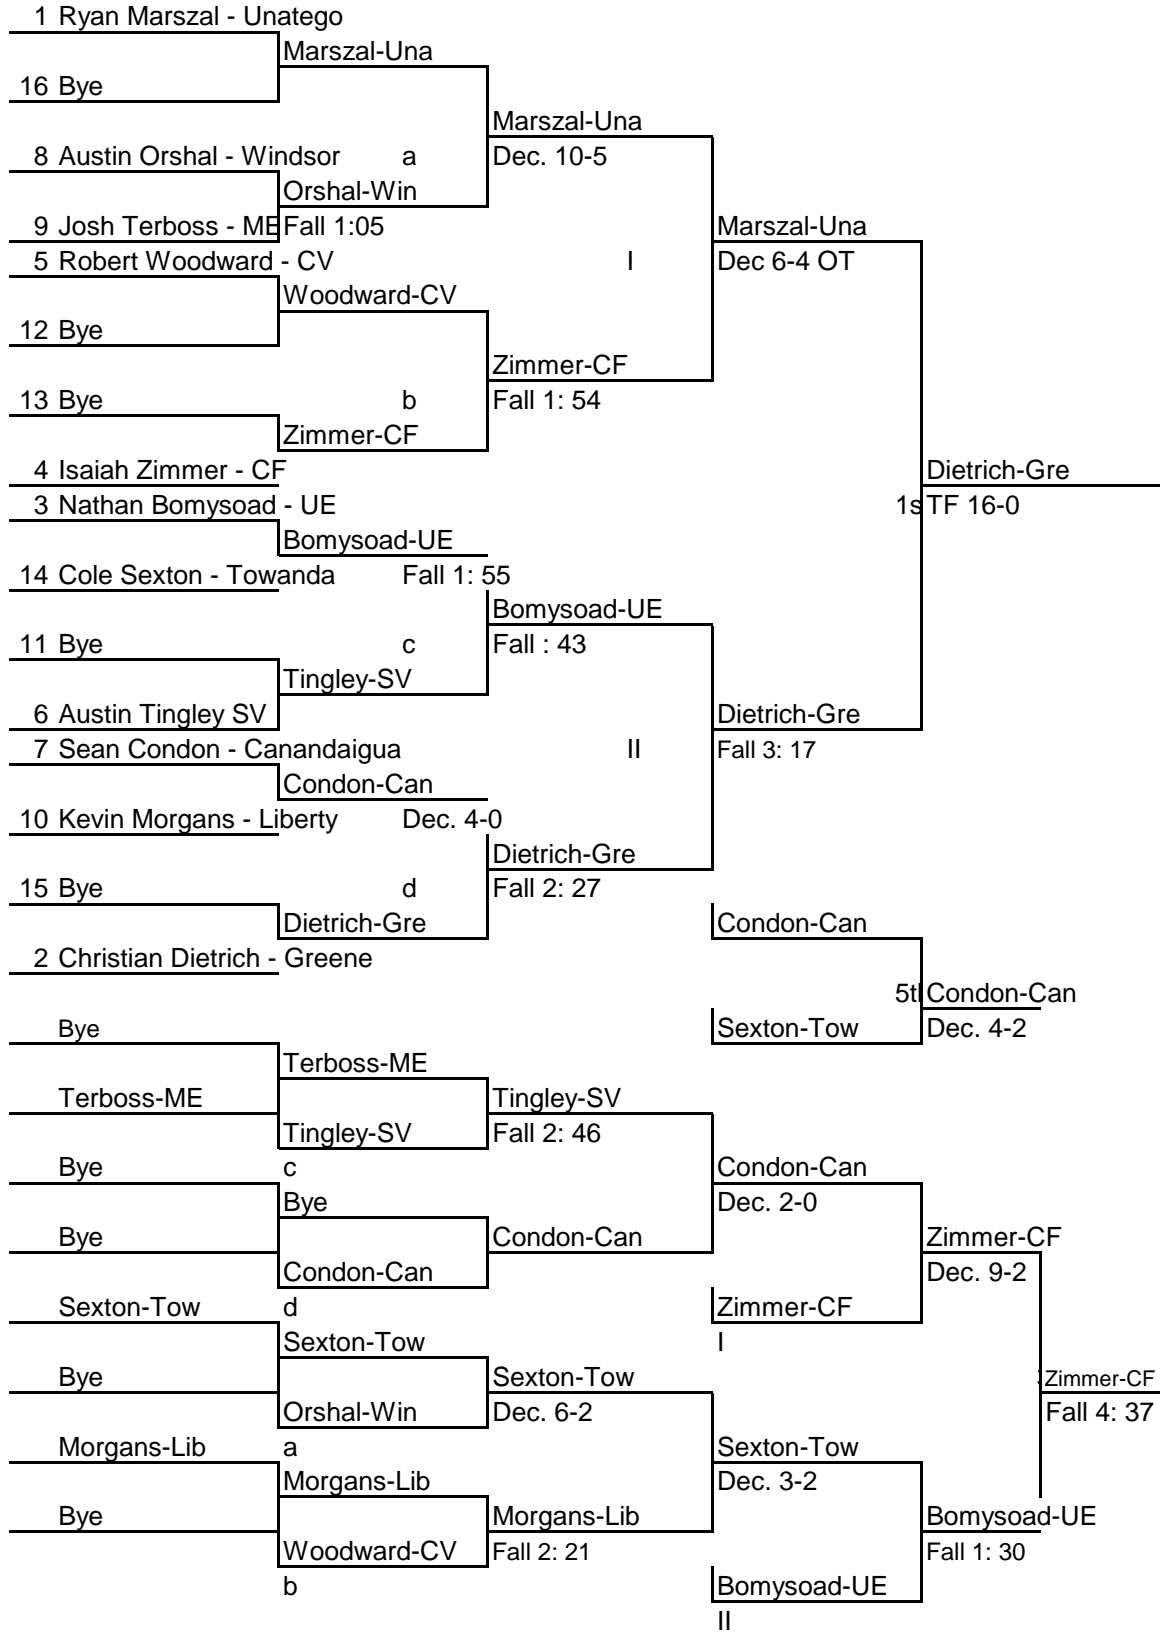 1 Ryan Marszal - Unatego
Marszal-Una
16 Bye
Marszal-Una
8 Austin Orshal - Windsor a Dec. 10-5
Orshal-Win
9 Josh Terboss - ME Fall 1:05 Marszal-Una
5 Robert Woodward - CV I Dec 6-4 OT
Woodward-CV
12 Bye
Zimmer-CF
13 Bye b Fall 1: 54
Zimmer-CF
4 Isaiah Zimmer - CF Dietrich-Gre
3 Nathan Bomysoad - UE 1s TF 16-0
Bomysoad-UE
14 Cole Sexton - Towanda Fall 1: 55
Bomysoad-UE
11 Bye c Fall : 43
Tingley-SV
6 Austin Tingley SV Dietrich-Gre
7 Sean Condon - Canandaigua II Fall 3: 17
Condon-Can
10 Kevin Morgans - Liberty Dec. 4-0
Dietrich-Gre
15 Bye d Fall 2: 27
Dietrich-Gre Condon-Can
2 Christian Dietrich - Greene
5t Condon-Can
Bye Sexton-Tow Dec. 4-2
Terboss-ME
Terboss-ME Tingley-SV
Tingley-SV Fall 2: 46
Bye c Condon-Can
Bye Dec. 2-0
Bye Condon-Can Zimmer-CF
Condon-Can Dec. 9-2
Sexton-Tow d Zimmer-CF
Sexton-Tow I
Bye Sexton-Tow Zimmer-CF
Orshal-Win Dec. 6-2 Fall 4: 37
Morgans-Lib a Sexton-Tow
Morgans-Lib Dec. 3-2
Bye Morgans-Lib Bomysoad-UE
Woodward-CV Fall 2: 21 Fall 1: 30
b Bomysoad-UE
II